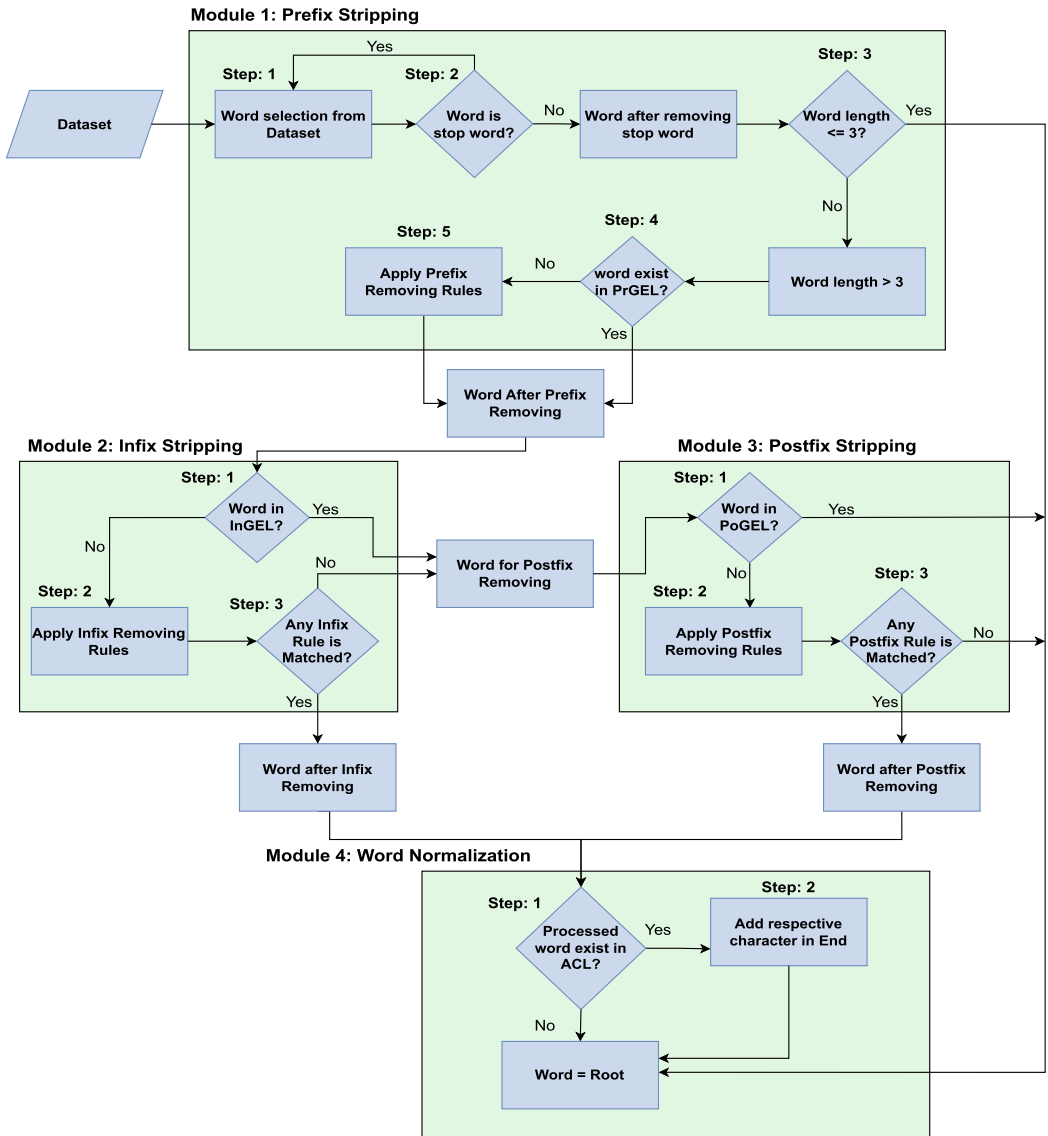 Module 1: Prefix Stripping
Yes
Step: 1
Step: 2
Step: 3
Dataset
Word selection from
Dataset
Word is
stop word?
No
Word after removing
stop word
Word length
<= 3?
Yes
No
Step: 5
Step: 4
Apply Prefix
Removing Rules
No
word exist
in PrGEL?
Word length > 3
Yes
Word After Prefix
Removing
Module 2: Infix Stripping
Step: 1
Word in
InGEL?
Yes
No
Step: 2
Apply Infix Removing
Rules
Step: 3
Any Infix
Rule is
Matched?
No
Yes
Word for Postfix
Removing
Module 3: Postfix Stripping
Step: 1
Word in
PoGEL?
Yes
No
Step: 2
Apply Postfix
Removing Rules
Step: 3
Any
Postfix Rule is
Matched?
No
Yes
Word after Infix
Removing
Word after Postfix
Removing
Module 4: Word Normalization
Step: 1
Processed
word exist in
ACL?
Yes
Step: 2
Add respective
character in End
No
Word = Root